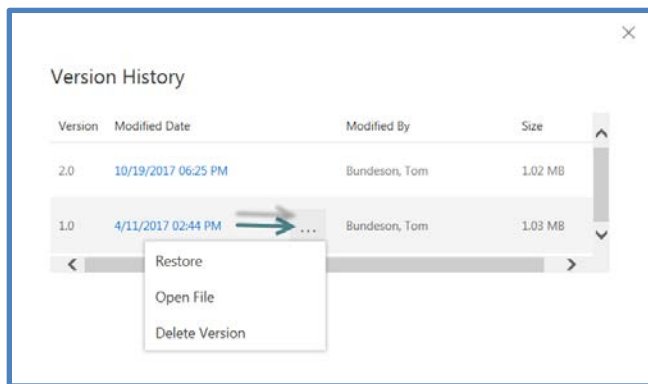 Version History
Version Modified Date Modified By Size
2.0 10/19/2017 06:25 PM Bundeson, Tom 1.02 MB
1.0 4/11/2017 02:44 PM ... Bundeson, Tom 1.03 MB
Restore
Open File
Delete Version